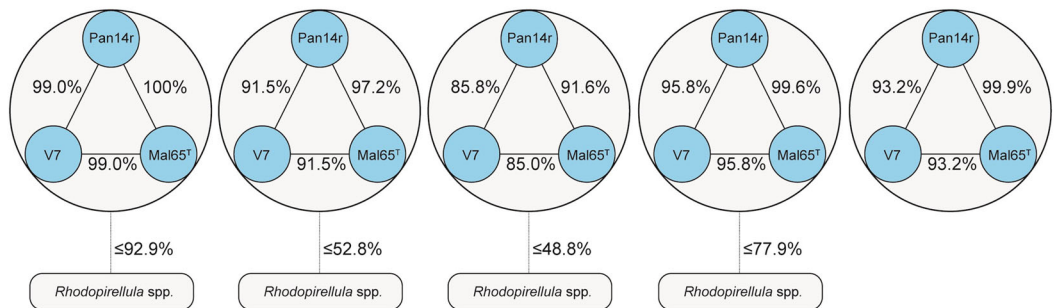 Pan14r
99.0% 100%
V7 99.0% Mal65ᵀ
≤92.9%
Rhodopirellula spp.
Pan14r
91.5% 97.2%
V7 91.5% Mal65ᵀ
≤52.8%
Rhodopirellula spp.
Pan14r
85.8% 91.6%
V7 85.0% Mal65ᵀ
≤48.8%
Rhodopirellula spp.
Pan14r
95.8% 99.6%
V7 95.8% Mal65ᵀ
≤77.9%
Rhodopirellula spp.
Pan14r
93.2% 99.9%
V7 93.2% Mal65ᵀ